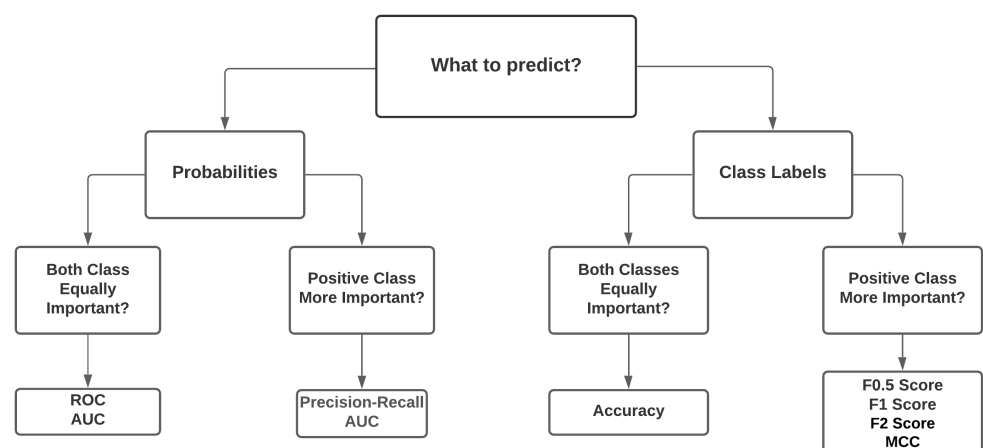 What to predict?
Probabilities
Class Labels
Both Class
Equally
Important?
Positive Class
More Important?
Both Classes
Equally
Important?
Positive Class
More Important?
ROC
AUC
Precision-Recall
AUC
Accuracy
F0.5 Score
F1 Score
F2 Score
MCC